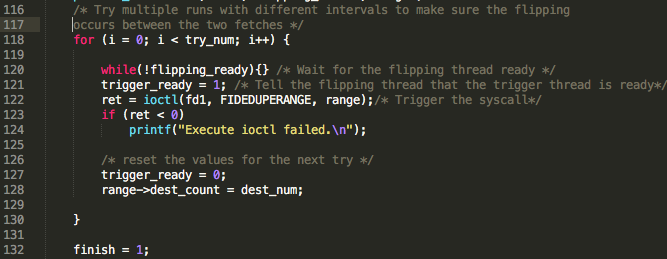 116 /* Try multiple runs with different intervals to make sure the flipping
117 occurs between the two fetches */
118 for (i = 0; i < try_num; i++) {
119
120 while(!flipping_ready){} /* Wait for the flipping thread ready */
121 trigger_ready = 1; /* Tell the flipping thread that the trigger thread is ready*/
122 ret = ioctl(fd1, FIDEDUPERANGE, range);/* Trigger the syscall*/
123 if (ret < 0)
124 printf("Execute ioctl failed.\n");
125
126 /* reset the values for the next try */
127 trigger_ready = 0;
128 range->dest_count = dest_num;
129
130 }
131
132 finish = 1;